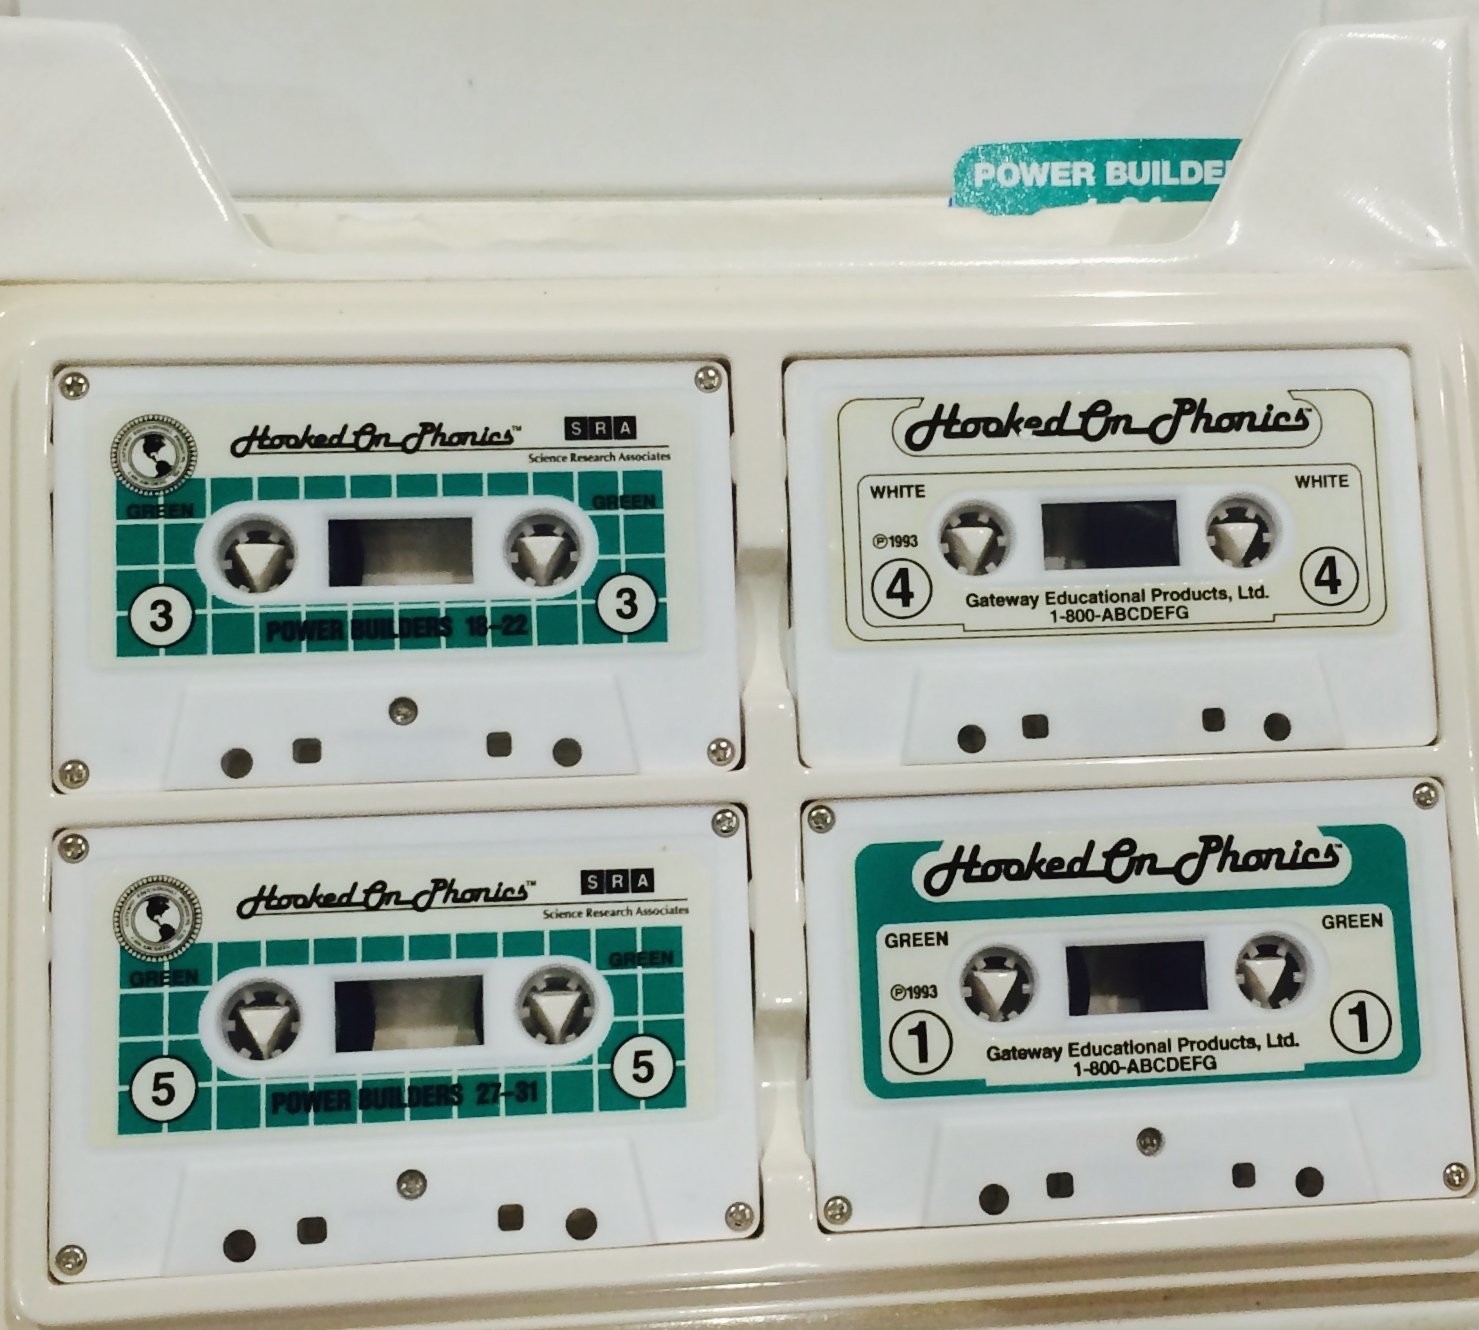 POWER BUILDE
Hooked On Phonics™
SRA
Science Research Associates
GREEN
GREEN
3
3
POWER BUILDERS 18-22
Hooked On Phonics™
WHITE
WHITE
℗1993
4
4
Gateway Educational Products, Ltd.
1-800-ABCDEFG
Hooked On Phonics™
SRA
Science Research Associates
GREEN
GREEN
5
5
POWER BUILDERS 27-31
Hooked On Phonics™
GREEN
GREEN
℗1993
1
1
Gateway Educational Products, Ltd.
1-800-ABCDEFG